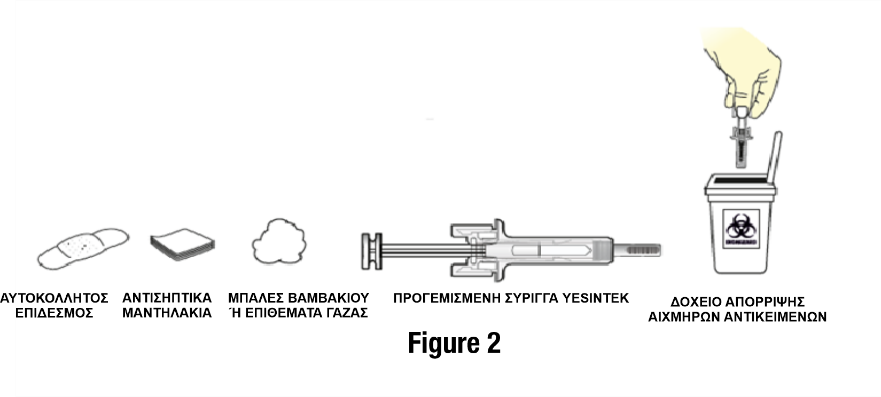 ΑΥΤΟΚΟΛΛΗΤΟΣ
ΕΠΙΔΕΣΜΟΣ
ΑΝΤΙΣΗΠΤΙΚΑ
ΜΑΝΤΗΛΑΚΙΑ
ΜΠΑΛΕΣ ΒΑΜΒΑΚΙΟΥ
Ή ΕΠΙΘΕΜΑΤΑ ΓΑΖΑΣ
ΠΡΟΓΕΜΙΣΜΕΝΗ ΣΥΡΙΓΓΑ YESINTEK
ΔΟΧΕΙΟ ΑΠΟΡΡΙΨΗΣ
ΑΙΧΜΗΡΩΝ ΑΝΤΙΚΕΙΜΕΝΩΝ
Figure 2